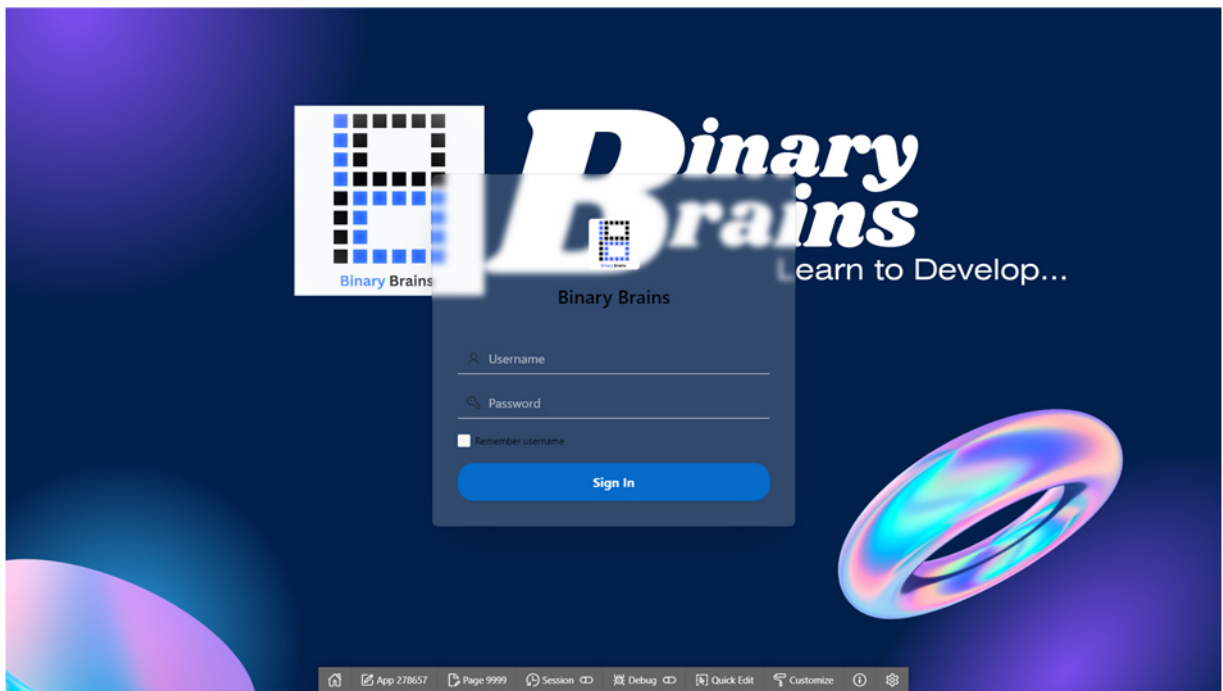 Binary
Brains
Learn to Develop...
Binary Brains
Binary Brains
Binary Brains
Username
Password
Remember username
Sign In
App 278657 Page 9999 Session Debug Quick Edit Customize